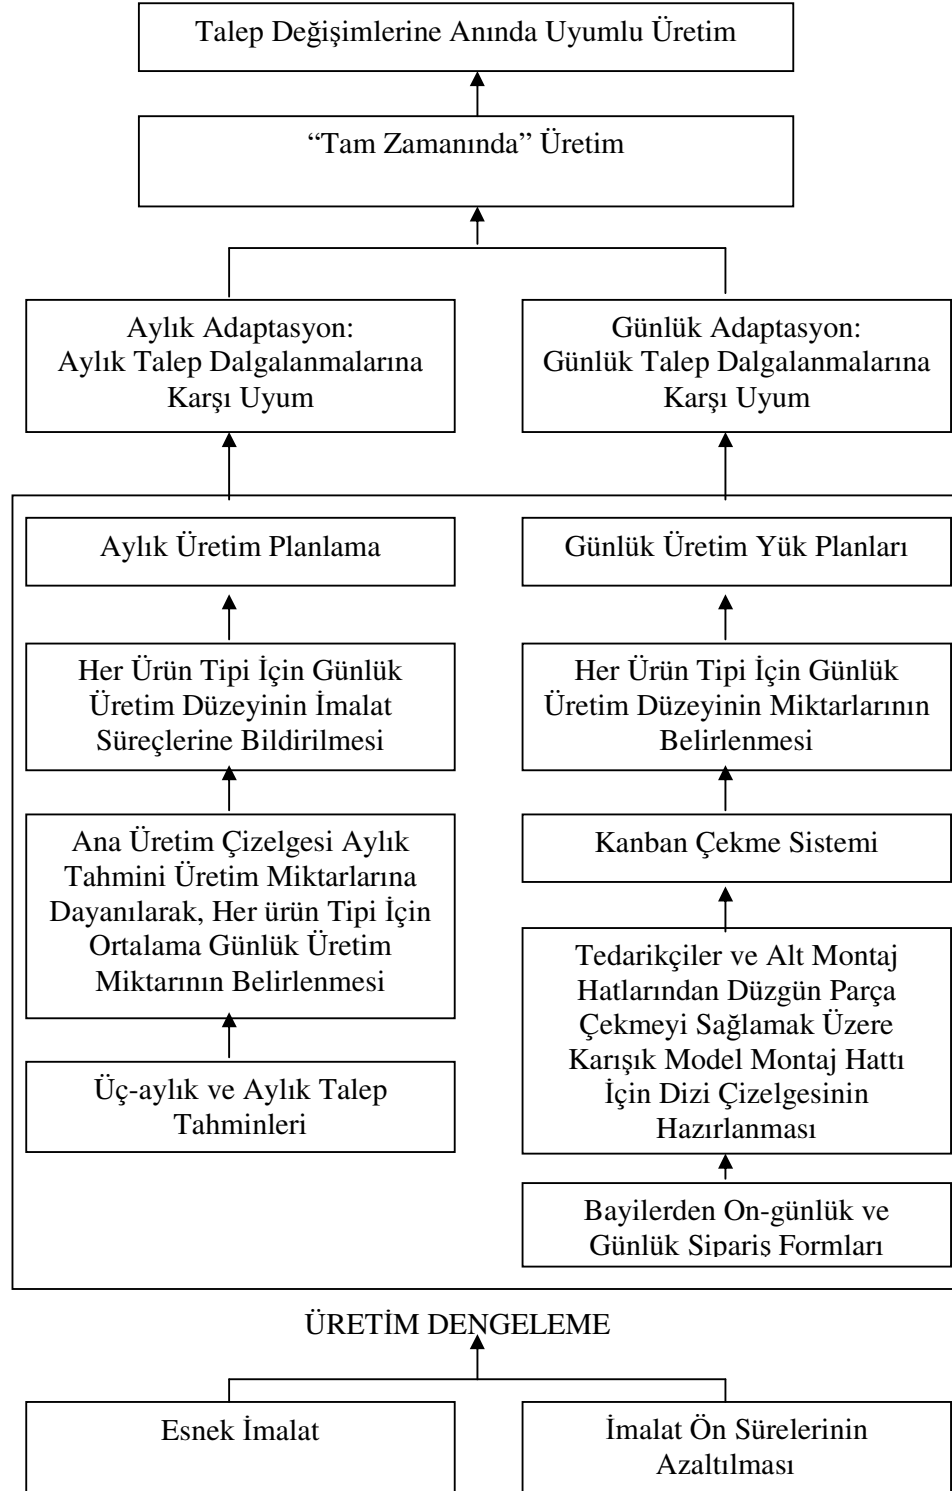 Talep Değişimlerine Anında Uyumlu Üretim
“Tam Zamanında” Üretim
Aylık Adaptasyon:
Aylık Talep Dalgalanmalarına
Karşı Uyum
Günlük Adaptasyon:
Günlük Talep Dalgalanmalarına
Karşı Uyum
Aylık Üretim Planlama
Her Ürün Tipi İçin Günlük
Üretim Düzeyinin İmalat
Süreçlerine Bildirilmesi
Ana Üretim Çizelgesi Aylık
Tahmini Üretim Miktarlarına
Dayanılarak, Her ürün Tipi İçin
Ortalama Günlük Üretim
Miktarının Belirlenmesi
Üç-aylık ve Aylık Talep
Tahminleri
Günlük Üretim Yük Planları
Her Ürün Tipi İçin Günlük
Üretim Düzeyinin Miktarlarının
Belirlenmesi
Kanban Çekme Sistemi
Tedarikçiler ve Alt Montaj
Hatlarından Düzgün Parça
Çekmeyi Sağlamak Üzere
Karışık Model Montaj Hattı
İçin Dizi Çizelgesinin
Hazırlanması
Bayilerden On-günlük ve
Günlük Sipariş Formları
ÜRETİM DENGELEME
Esnek İmalat
İmalat Ön Sürelerinin
Azaltılması